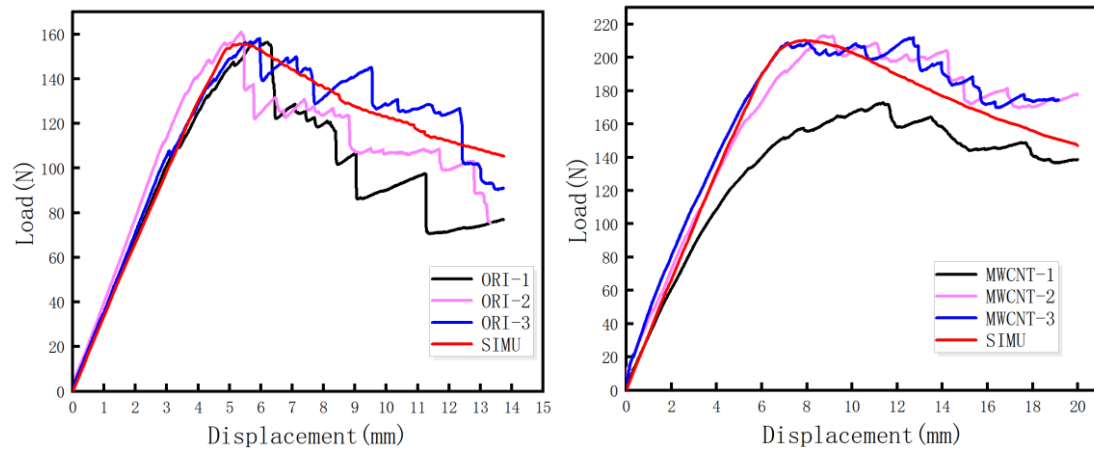 Load(N)
160
140
120
100
80
60
40
20
0
0 1 2 3 4 5 6 7 8 9 10 11 12 13 14 15
Displacement(mm)
ORI-1
ORI-2
ORI-3
SIMU
Load(N)
220
200
180
160
140
120
100
80
60
40
20
0
0 2 4 6 8 10 12 14 16 18 20
Displacement(mm)
MWCNT-1
MWCNT-2
MWCNT-3
SIMU